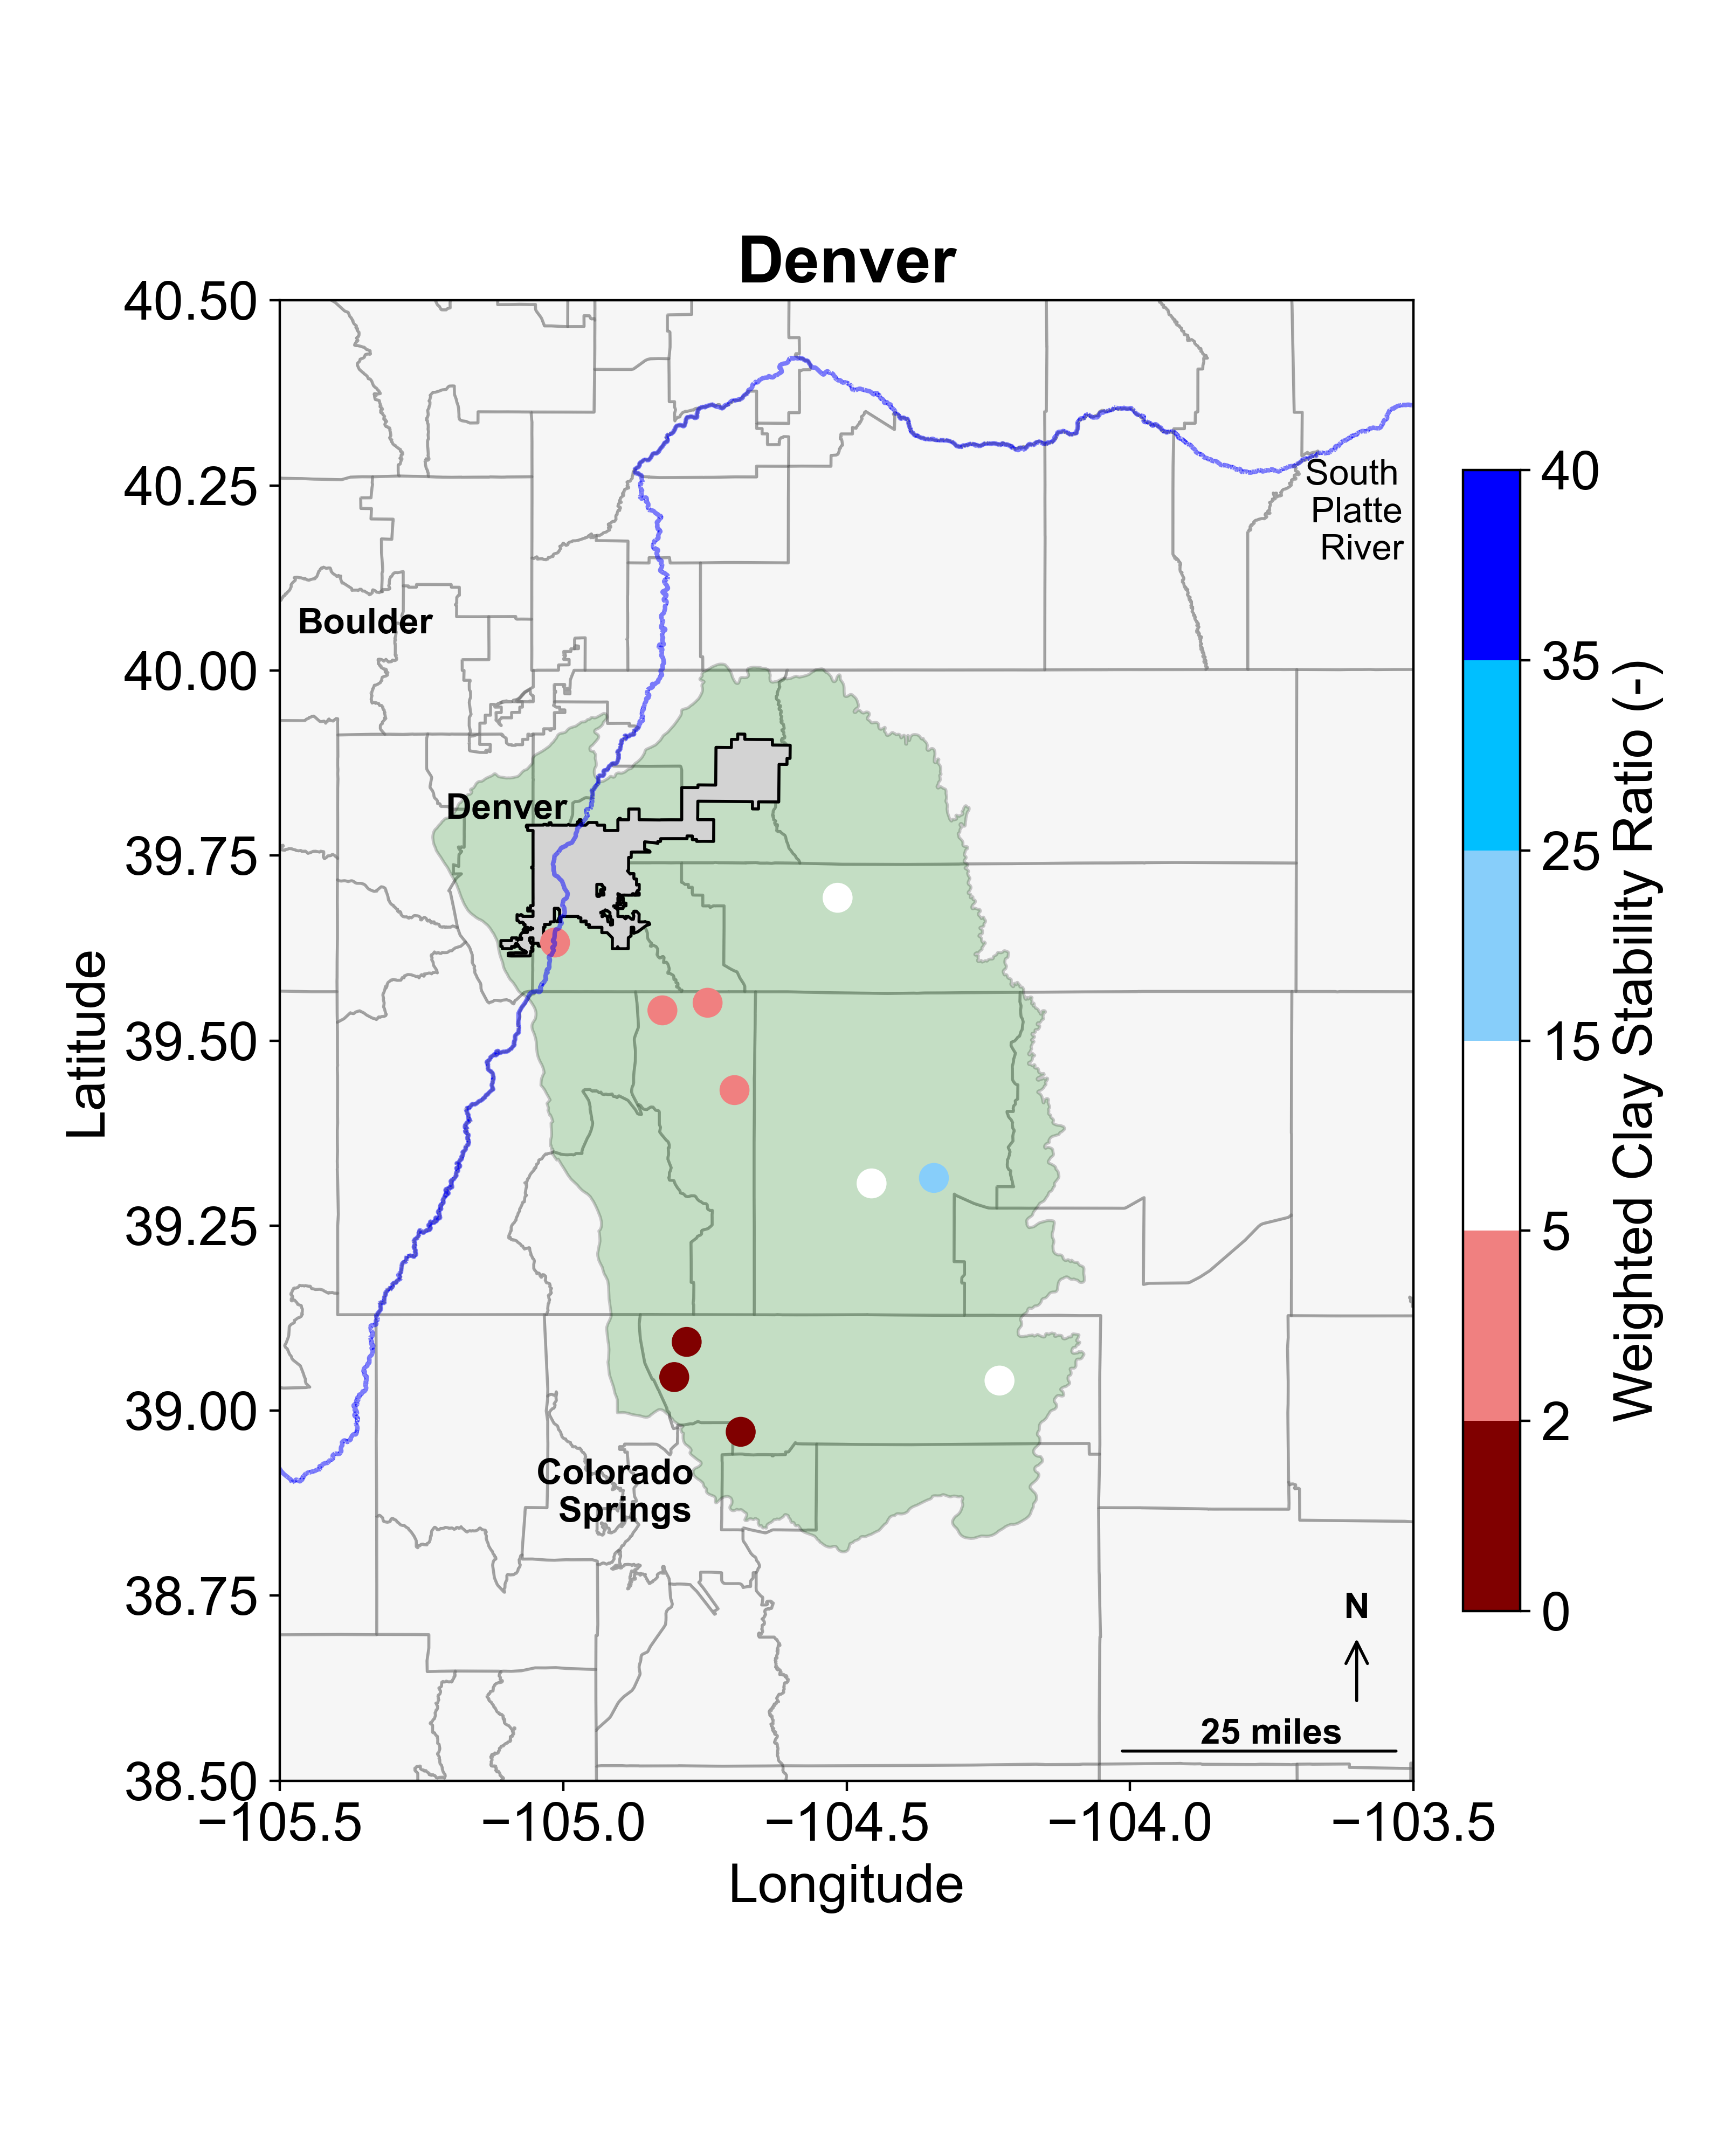 Denver
40.50
40.25
40.00
39.75
39.50
39.25
39.00
38.75
38.50
Latitude
−105.5
−105.0
−104.5
−104.0
−103.5
Longitude
South
Platte
River
Boulder
Denver
Colorado
Springs
N
25 miles
40
35
25
15
5
2
0
Weighted Clay Stability Ratio (-)